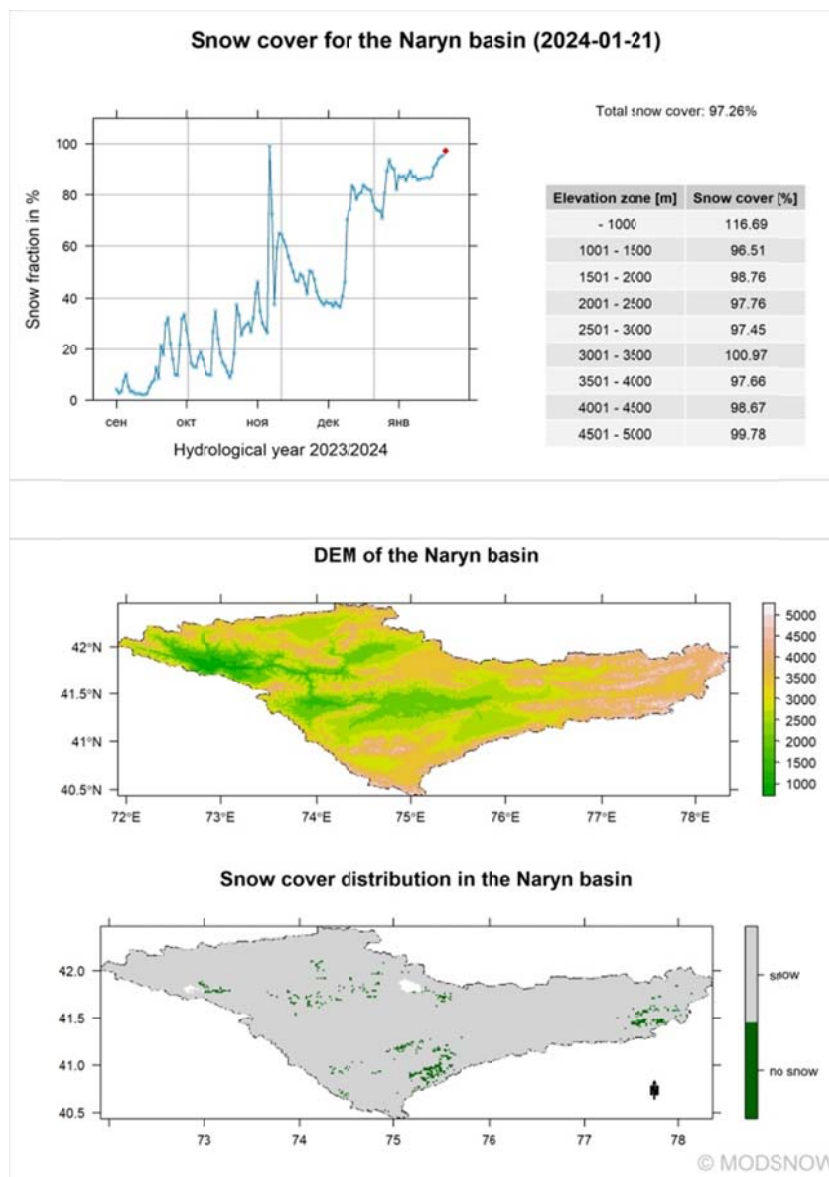 Snow cover for the Naryn basin (2024-01-21)
Total snow cover: 97.26%
Snow fraction in %
100
80
60
40
20
0
сен окт ноя дек янв
Hydrological year 2023/2024
Elevation zone [m] Snow cover [%]
- 1000 116.69
1001 - 1500 96.51
1501 - 2000 98.76
2001 - 2500 97.76
2501 - 3000 97.45
3001 - 3500 100.97
3501 - 4000 97.66
4001 - 4500 98.67
4501 - 5000 99.78
DEM of the Naryn basin
42°N
41.5°N
41°N
40.5°N
72°E 73°E 74°E 75°E 76°E 77°E 78°E
5000
4500
4000
3500
3000
2500
2000
1500
1000
Snow cover distribution in the Naryn basin
42.0
41.5
41.0
40.5
73 74 75 76 77 78
N
snow
no snow
© MODSNOW